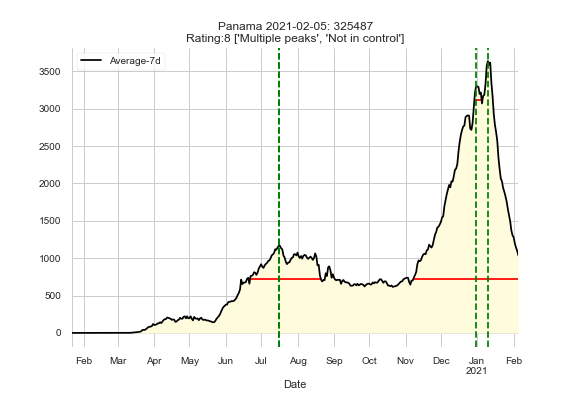 Panama 2021-02-05: 325487
Rating:8 ['Multiple peaks', 'Not in control']
Average-7d
3500
3000
2500
2000
1500
1000
500
0
Feb Mar Apr May Jun Jul Aug Sep Oct Nov Dec Jan Feb
2021
Date